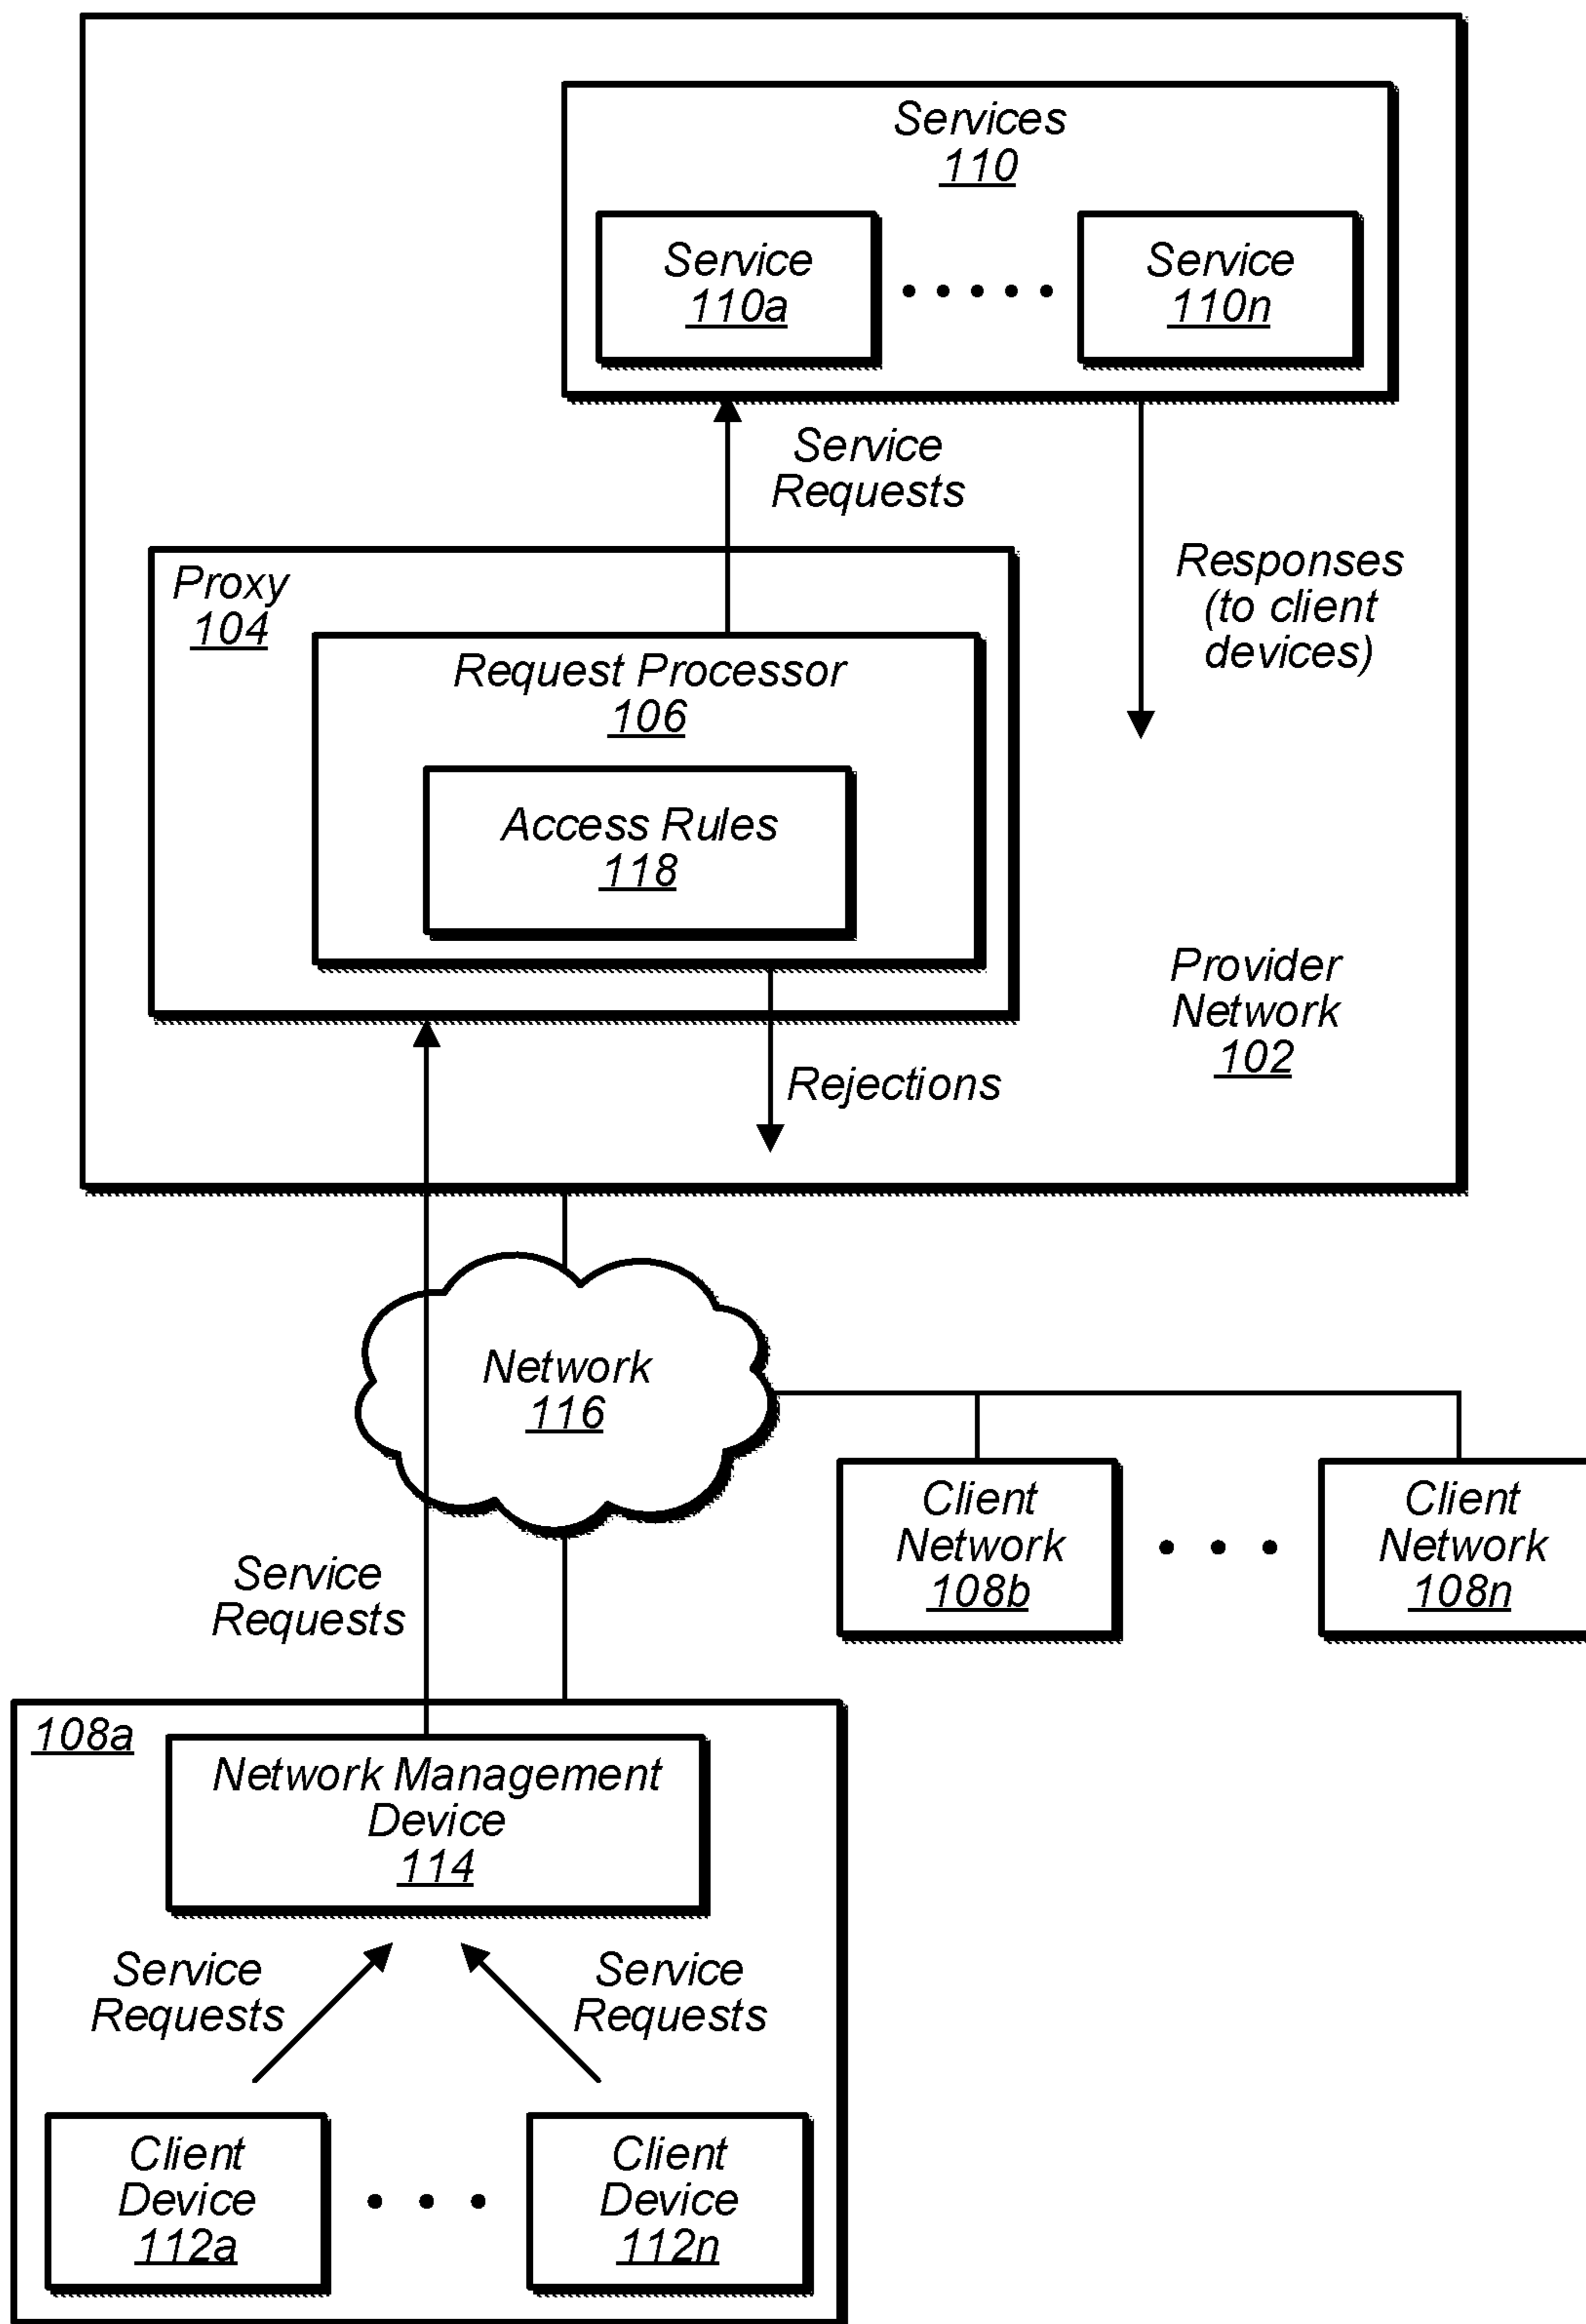 Services
110
Service
110a
Service
110n
Service
Requests
Responses
(to client
devices)
Proxy
104
Request Processor
106
Access Rules
118
Provider
Network
102
Rejections
Network
116
Client
Network
108b
Client
Network
108n
Service
Requests
108a
Network Management
Device
114
Service
Requests
Service
Requests
Client
Device
112a
Client
Device
112n